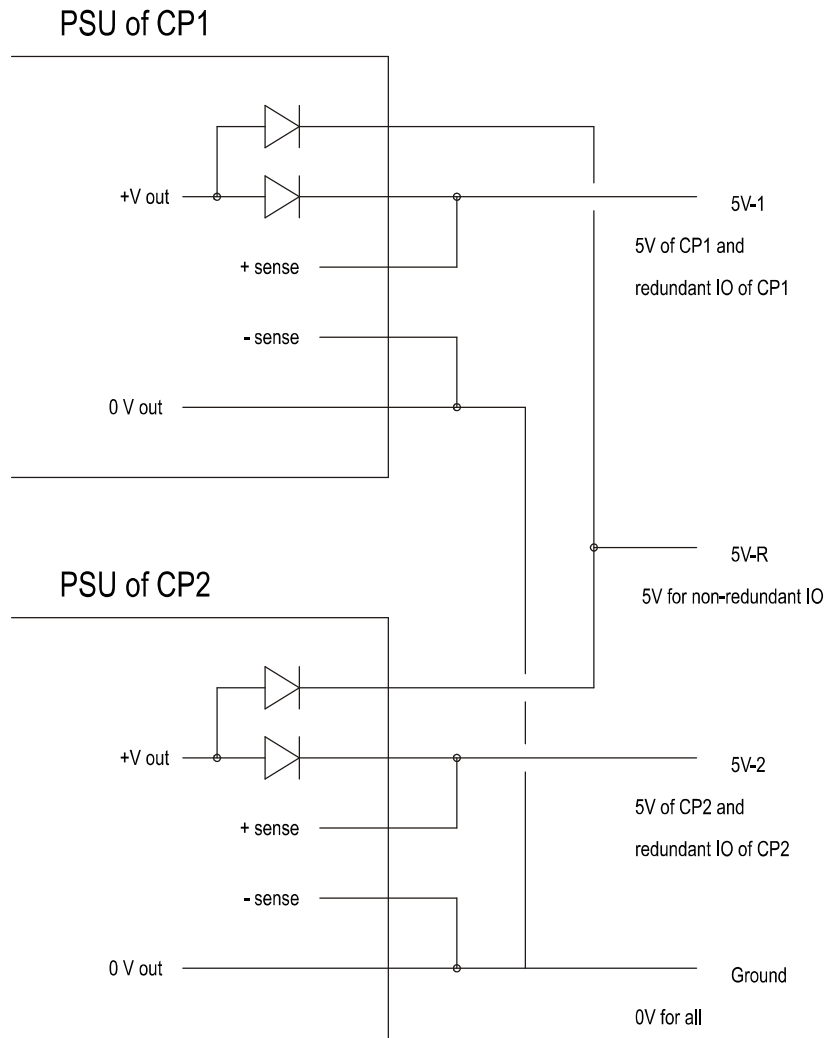 PSU of CP1
+V out
5V-1
5V of CP1 and
+ sense
redundant IO of CP1
- sense
0 V out
5V-R
PSU of CP2
5V for non-redundant IO
+V out
5V-2
5V of CP2 and
+ sense
redundant IO of CP2
- sense
0 V out
Ground
0V for all